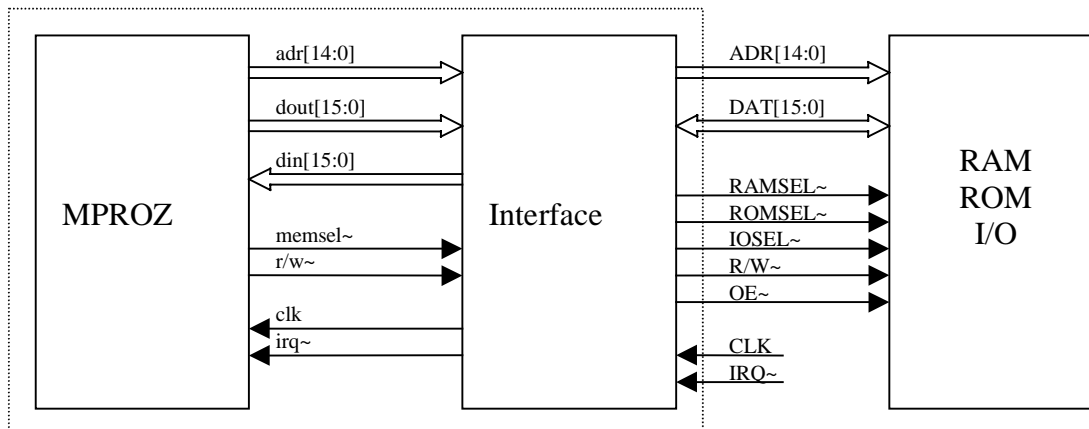 MPROZ
adr[14:0]
dout[15:0]
din[15:0]
memsel~
r/w~
clk
irq~
Interface
ADR[14:0]
DAT[15:0]
RAMSEL~
ROMSEL~
IOSEL~
R/W~
OE~
CLK
IRQ~
RAM
ROM
I/O